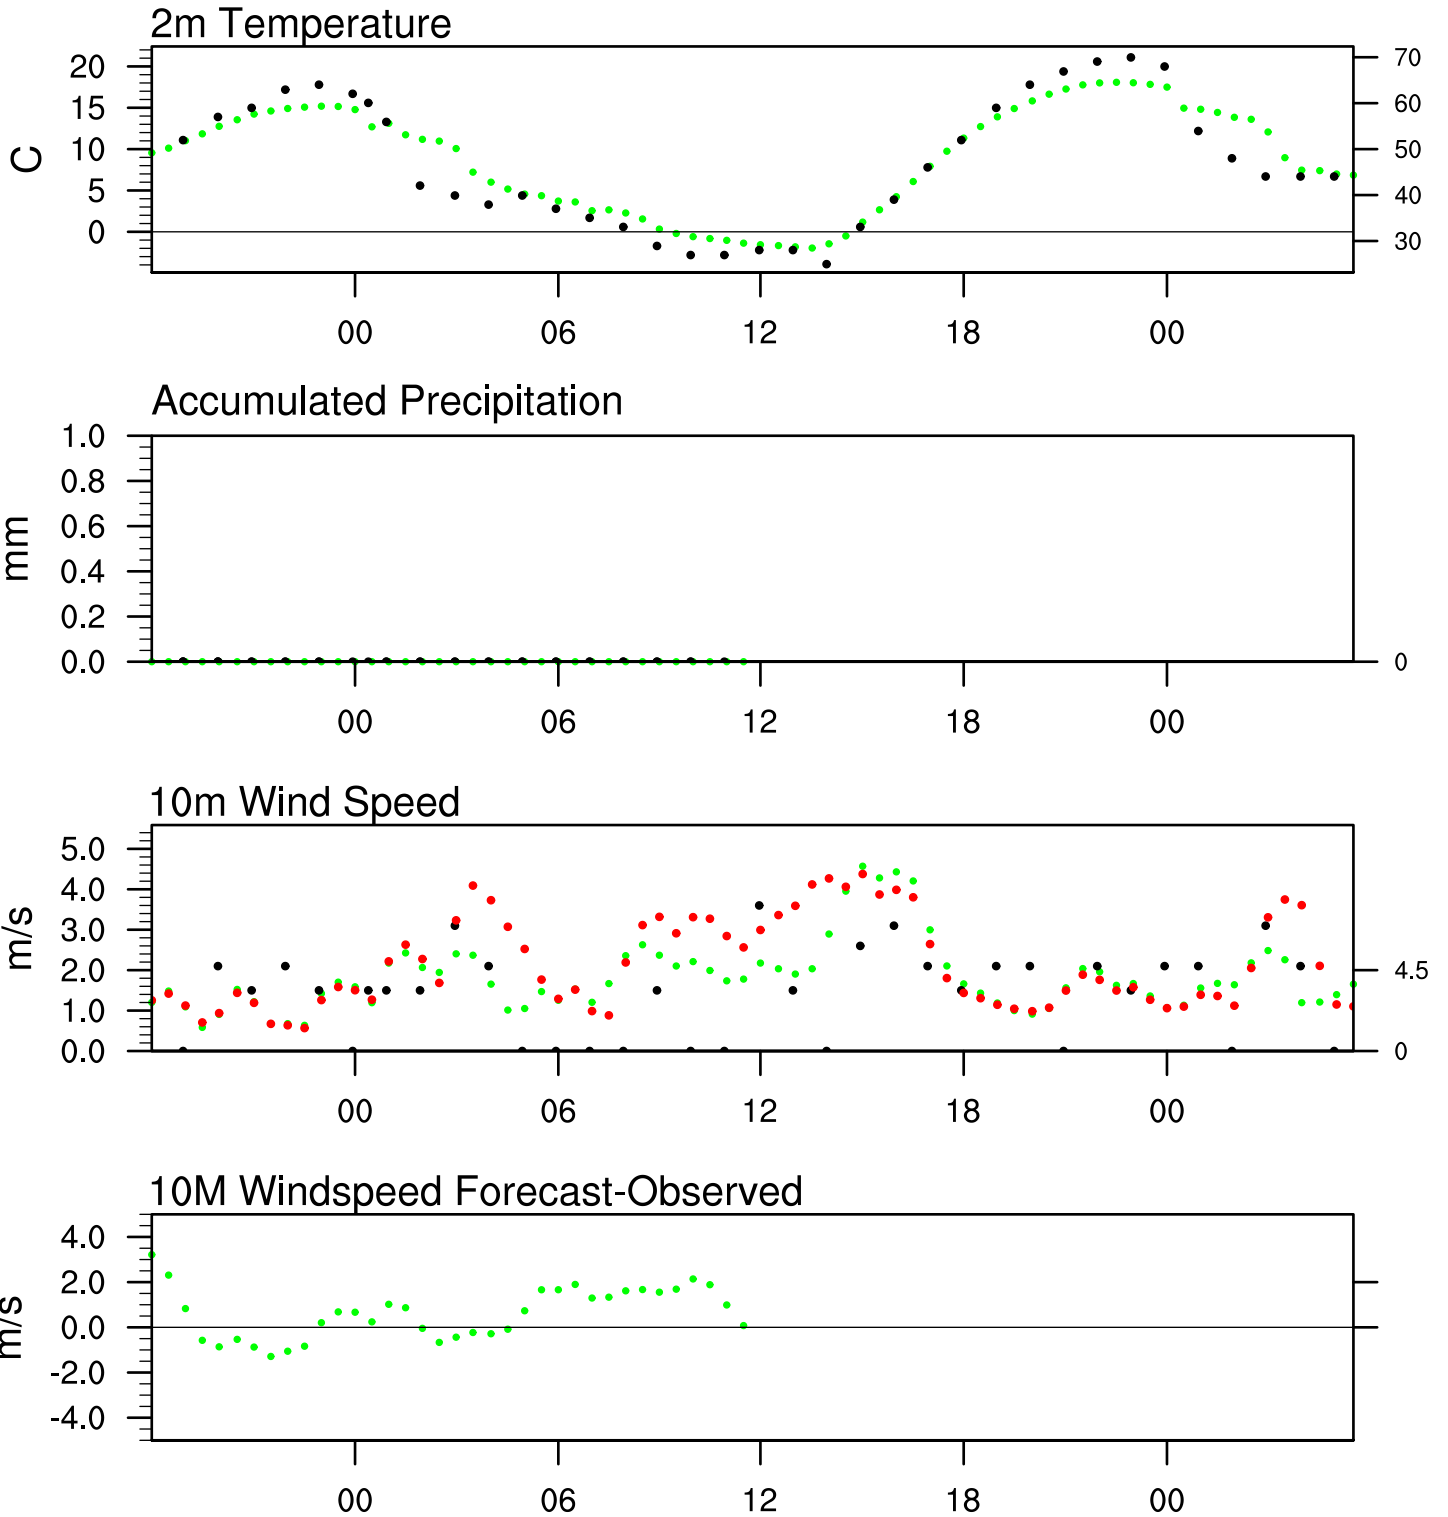 2m Temperature
20
15
10
5
0
C
70
60
50
40
30
00 06 12 18 00
Accumulated Precipitation
1.0
0.8
0.6
0.4
0.2
0.0
mm
0
00 06 12 18 00
10m Wind Speed
5.0
4.0
3.0
2.0
1.0
0.0
m/s
4.5
0
00 06 12 18 00
10M Windspeed Forecast-Observed
4.0
2.0
0.0
-2.0
-4.0
m/s
00 06 12 18 00